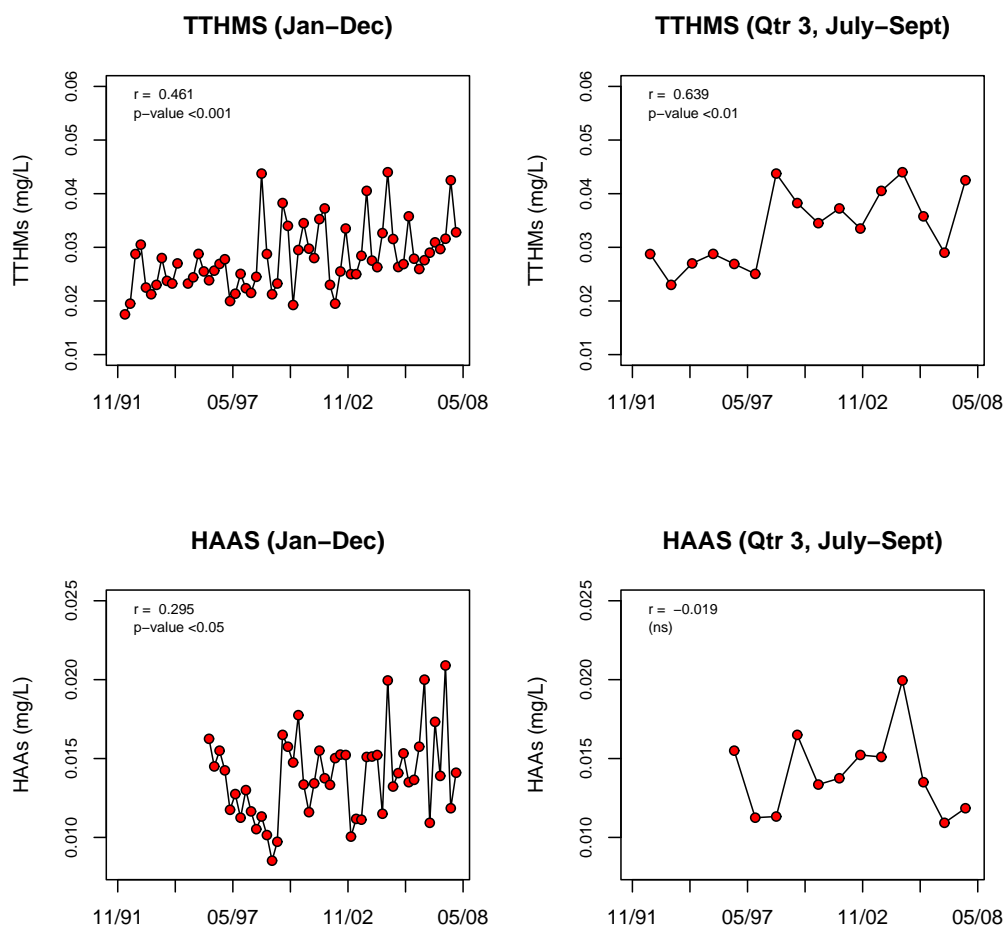 TTHMS (Jan−Dec)
r = 0.461
p−value <0.001
TTHMs (mg/L)
0.06
0.05
0.04
0.03
0.02
0.01
11/91 05/97 11/02 05/08
TTHMS (Qtr 3, July−Sept)
r = 0.639
p−value <0.01
TTHMs (mg/L)
0.06
0.05
0.04
0.03
0.02
0.01
11/91 05/97 11/02 05/08
HAAS (Jan−Dec)
r = 0.295
p−value <0.05
HAAs (mg/L)
0.025
0.020
0.015
0.010
11/91 05/97 11/02 05/08
HAAS (Qtr 3, July−Sept)
r = −0.019
(ns)
HAAs (mg/L)
0.025
0.020
0.015
0.010
11/91 05/97 11/02 05/08